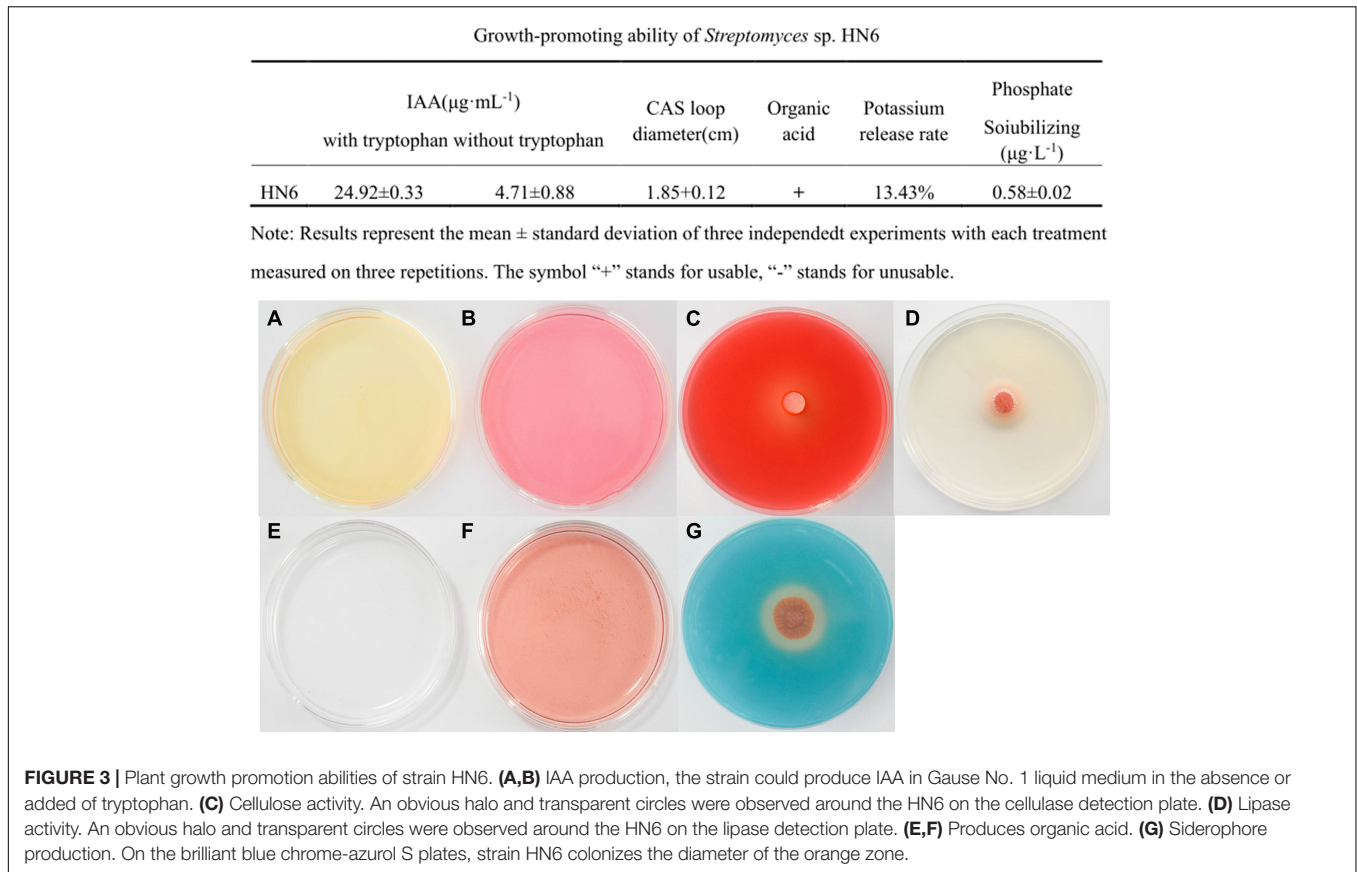 Growth-promoting ability of Streptomyces sp. HN6
IAA(μg·mL-1)
with tryptophan without tryptophan
CAS loop
diameter(cm)
Organic
acid
Potassium
release rate
Phosphate
Soiubilizing
(μg·L-1)
HN6 24.92±0.33 4.71±0.88 1.85+0.12 + 13.43% 0.58±0.02
Note: Results represent the mean ± standard deviation of three independedt experiments with each treatment
measured on three repetitions. The symbol “+” stands for usable, “-” stands for unusable.
A B C D
E F G
FIGURE 3 | Plant growth promotion abilities of strain HN6. (A,B) IAA production, the strain could produce IAA in Gause No. 1 liquid medium in the absence or
added of tryptophan. (C) Cellulose activity. An obvious halo and transparent circles were observed around the HN6 on the cellulase detection plate. (D) Lipase
activity. An obvious halo and transparent circles were observed around the HN6 on the lipase detection plate. (E,F) Produces organic acid. (G) Siderophore
production. On the brilliant blue chrome-azurol S plates, strain HN6 colonizes the diameter of the orange zone.